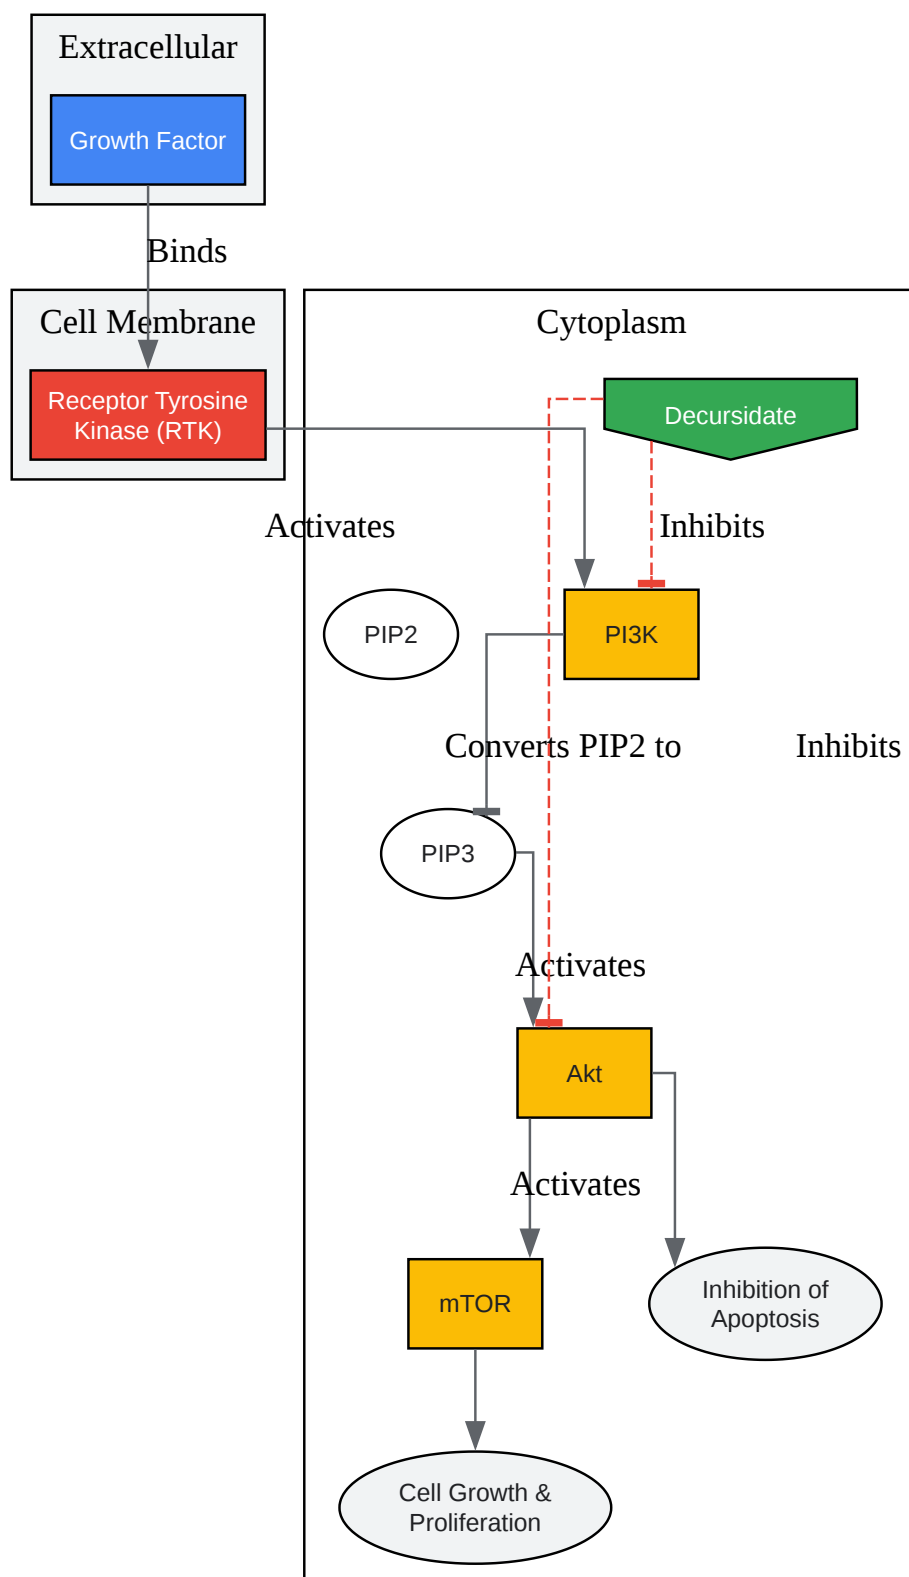 Extracellular
Growth Factor
Binds
Cell Membrane
Cytoplasm
Receptor Tyrosine
Kinase (RTK)
Decursidate
Activates
Inhibits
PIP2
PI3K
Converts PIP2 to
Inhibits
PIP3
Activates
Akt
Activates
mTOR
Inhibition of
Apoptosis
Cell Growth &
Proliferation